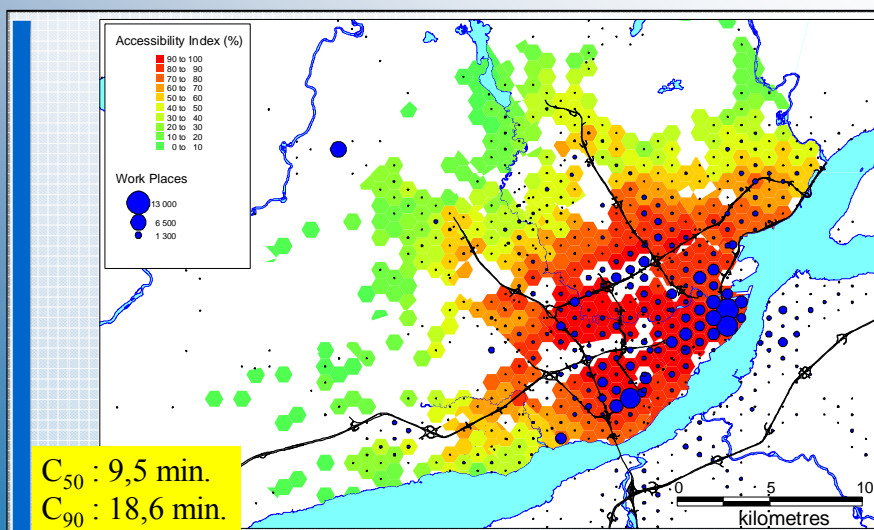 Accessibility Index (%)
90 to 100
80 to 90
70 to 80
60 to 70
50 to 60
40 to 50
30 to 40
20 to 30
10 to 20
0 to 10
Work Places
13 000
6 500
1 300
C50 : 9,5 min.
C90 : 18,6 min.
0 5 10
kilometres